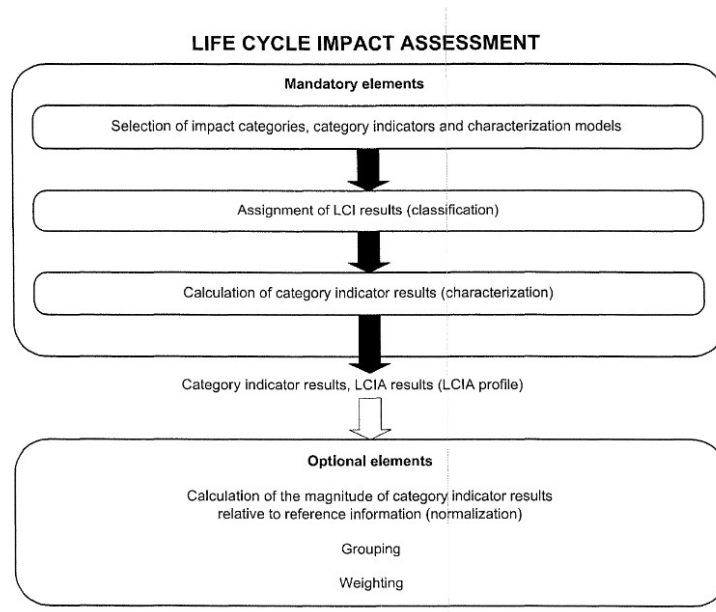 LIFE CYCLE IMPACT ASSESSMENT
Mandatory elements
Selection of impact categories, category indicators and characterization models
Assignment of LCI results (classification)
Calculation of category indicator results (characterization)
Category indicator results, LCIA results (LCIA profile)
Optional elements
Calculation of the magnitude of category indicator results
relative to reference information (normalization)
Grouping
Weighting